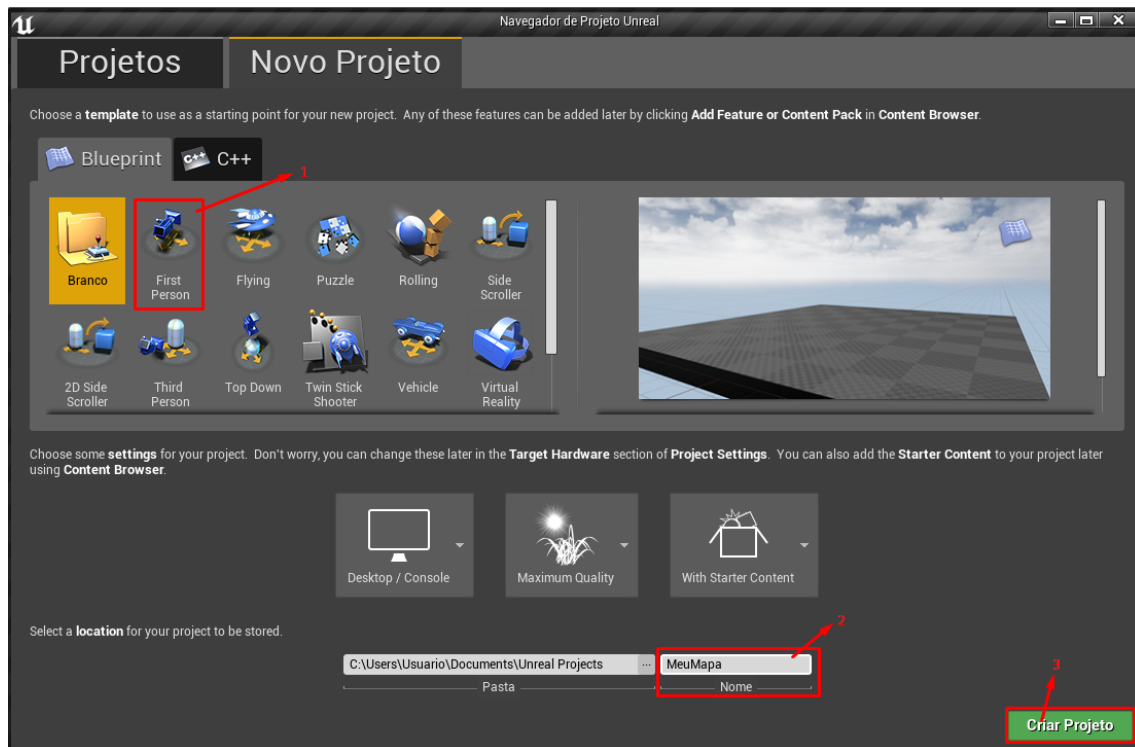 Navegador de Projeto Unreal
Projetos
Novo Projeto
Choose a template to use as a starting point for your new project. Any of these features can be added later by clicking Add Feature or Content Pack in Content Browser.
Blueprint
C++
C++
1
Branco
First
Person
Flying
Puzzle
Rolling
Side
Scroller
2D Side
Scroller
Third
Person
Top Down
Twin Stick
Shooter
Vehicle
Virtual
Reality
Choose some settings for your project. Don't worry, you can change these later in the Target Hardware section of Project Settings. You can also add the Starter Content to your project later
using Content Browser.
Desktop / Console
Maximum Quality
With Starter Content
Select a location for your project to be stored.
2
C:\Users\Usuario\Documents\Unreal Projects
...
MeuMapa
Pasta
Nome
3
Criar Projeto